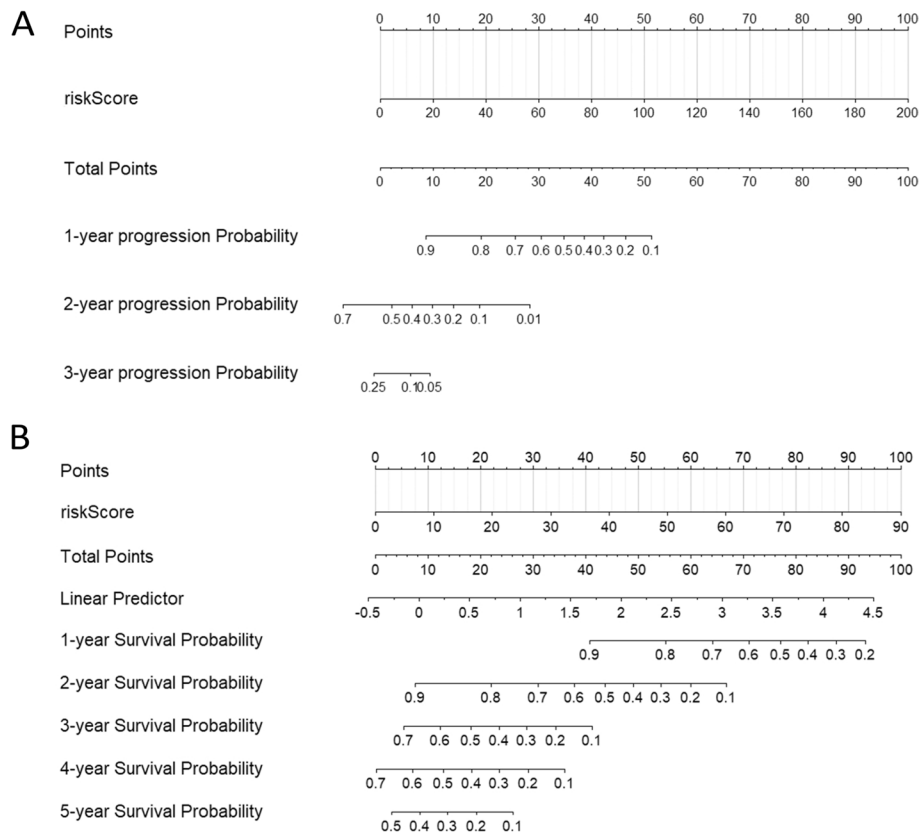 A
Points
0 10 20 30 40 50 60 70 80 90 100
riskScore
0 20 40 60 80 100 120 140 160 180 200
Total Points
0 10 20 30 40 50 60 70 80 90 100
1-year progression Probability
0.9 0.8 0.7 0.6 0.5 0.4 0.3 0.2 0.1
2-year progression Probability
0.7 0.5 0.4 0.3 0.2 0.1 0.01
3-year progression Probability
0.25 0.1 0.05
B
Points
0 10 20 30 40 50 60 70 80 90 100
riskScore
0 10 20 30 40 50 60 70 80 90
Total Points
0 10 20 30 40 50 60 70 80 90 100
Linear Predictor
-0.5 0 0.5 1 1.5 2 2.5 3 3.5 4 4.5
1-year Survival Probability
0.9 0.8 0.7 0.6 0.5 0.4 0.3 0.2
2-year Survival Probability
0.9 0.8 0.7 0.6 0.5 0.4 0.3 0.2 0.1
3-year Survival Probability
0.7 0.6 0.5 0.4 0.3 0.2 0.1
4-year Survival Probability
0.7 0.6 0.5 0.4 0.3 0.2 0.1
5-year Survival Probability
0.5 0.4 0.3 0.2 0.1